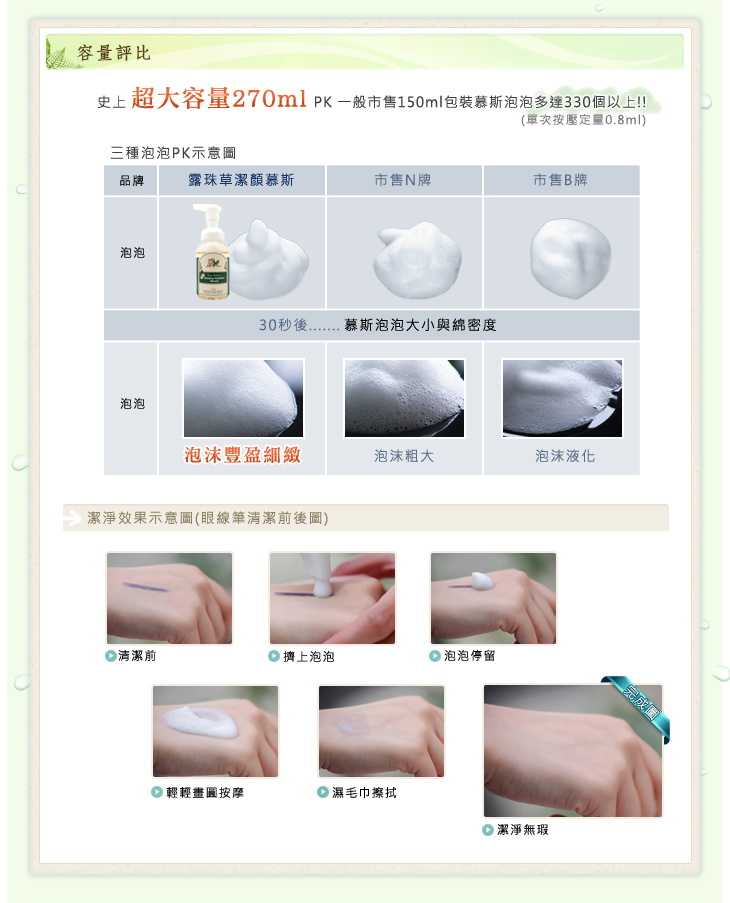 容量評比
史上 超大容量270ml PK 一般市售150ml包裝慕斯泡泡多達330個以上!!
(單次按壓定量0.8ml)
三種泡泡PK示意圖
品牌 露珠草潔顏慕斯 市售N牌 市售B牌
泡泡
30秒後....... 慕斯泡泡大小與綿密度
泡泡
泡沫豐盈細緻 泡沫粗大 泡沫液化
潔淨效果示意圖(眼線筆清潔前後圖)
清潔前 擠上泡泡 泡泡停留
完成圖
輕輕畫圓按摩 濕毛巾擦拭
潔淨無瑕